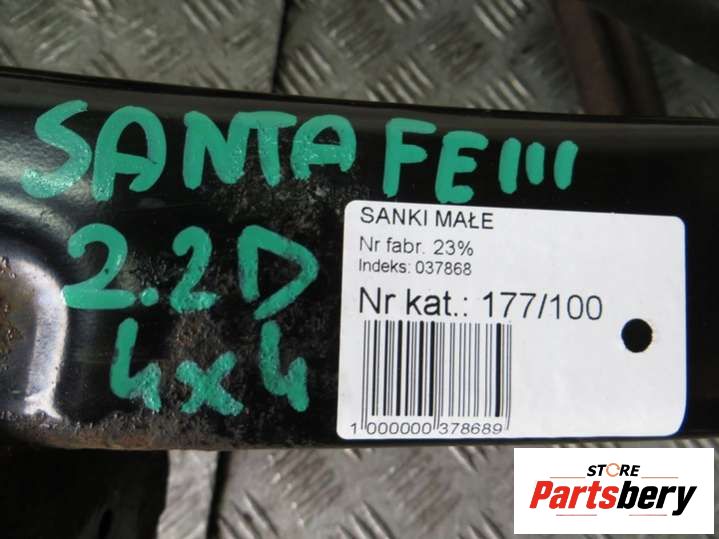 SANTA FE III
2.2D
4x4
SANKI MAŁE
Nr fabr. 23%
Indeks: 037868
Nr kat.: 177/100
1 000000 378689
STORE
Partsbery